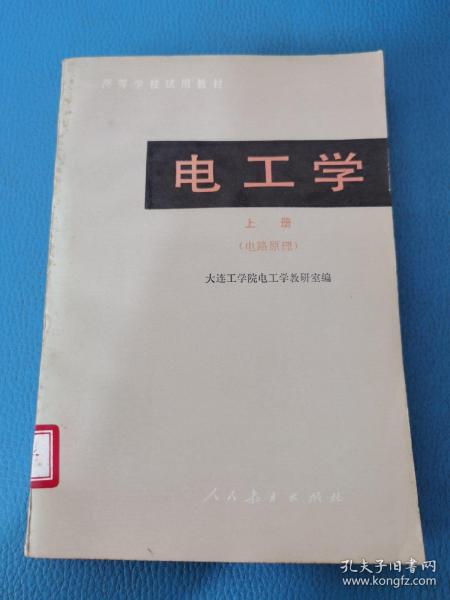 高等学校试用教材
电工学
上 册
(电路原理)
大连工学院电工学教研室编
人民教育出版社
孔夫子旧书网
www.kongfz.com